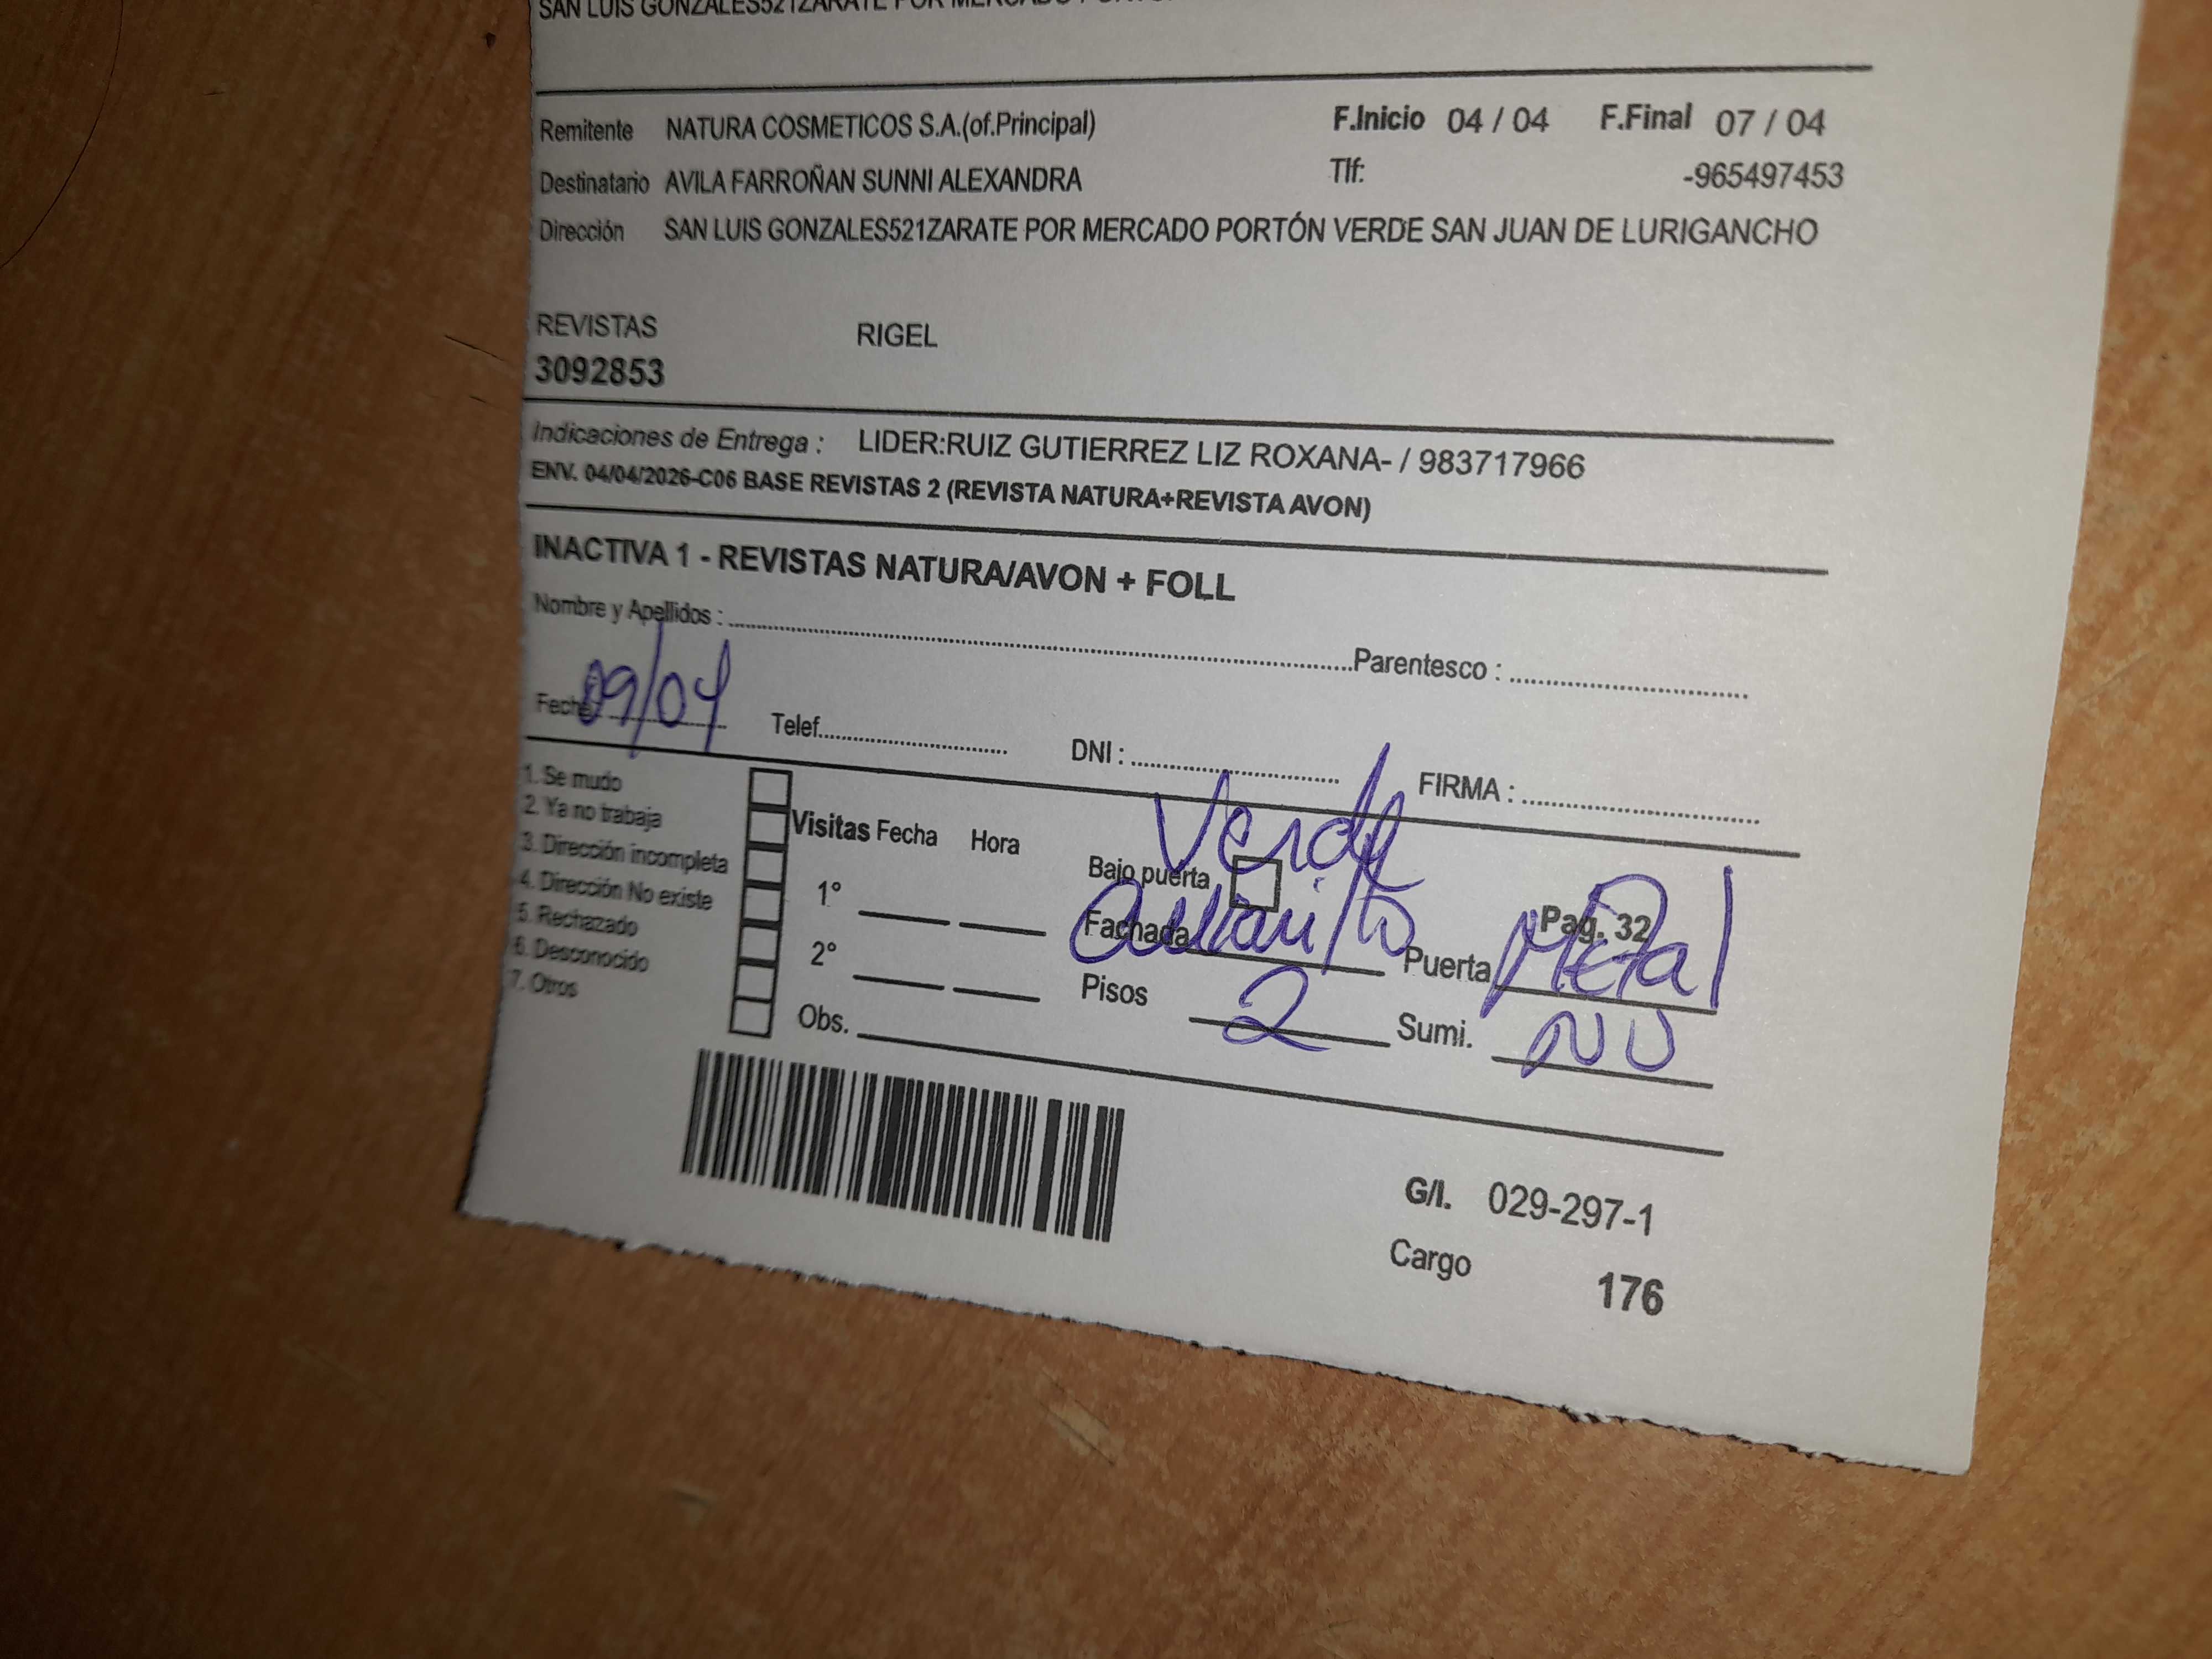 SAN LUIS GONZALES521ZARATE POR MERCADO
Remitente NATURA COSMETICOS S.A.(of.Principal) F.Inicio 04 / 04 F.Final 07 / 04
Destinatario AVILA FARROÑAN SUNNI ALEXANDRA Tlf: -965497453
Dirección SAN LUIS GONZALES521ZARATE POR MERCADO PORTÓN VERDE SAN JUAN DE LURIGANCHO
REVISTAS RIGEL
3092853
Indicaciones de Entrega : LIDER:RUIZ GUTIERREZ LIZ ROXANA- / 983717966
ENV. 04/04/2026-C06 BASE REVISTAS 2 (REVISTA NATURA+REVISTA AVON)
INACTIVA 1 - REVISTAS NATURA/AVON + FOLL
Nombre y Apellidos : Parentesco :
Fecha 09/04 Telef. DNI : FIRMA :
1. Se mudo
2. Ya no trabaja
3. Dirección incompleta
4. Dirección No existe
5. Rechazado
6. Desconocido
7. Otros
Visitas Fecha Hora
1°
2°
Obs.
Verde
Bajo puerta Pag. 32
Fachada Amarillo Puerta Metal
Pisos 2 Sumi. NO
G/I. 029-297-1
Cargo 176